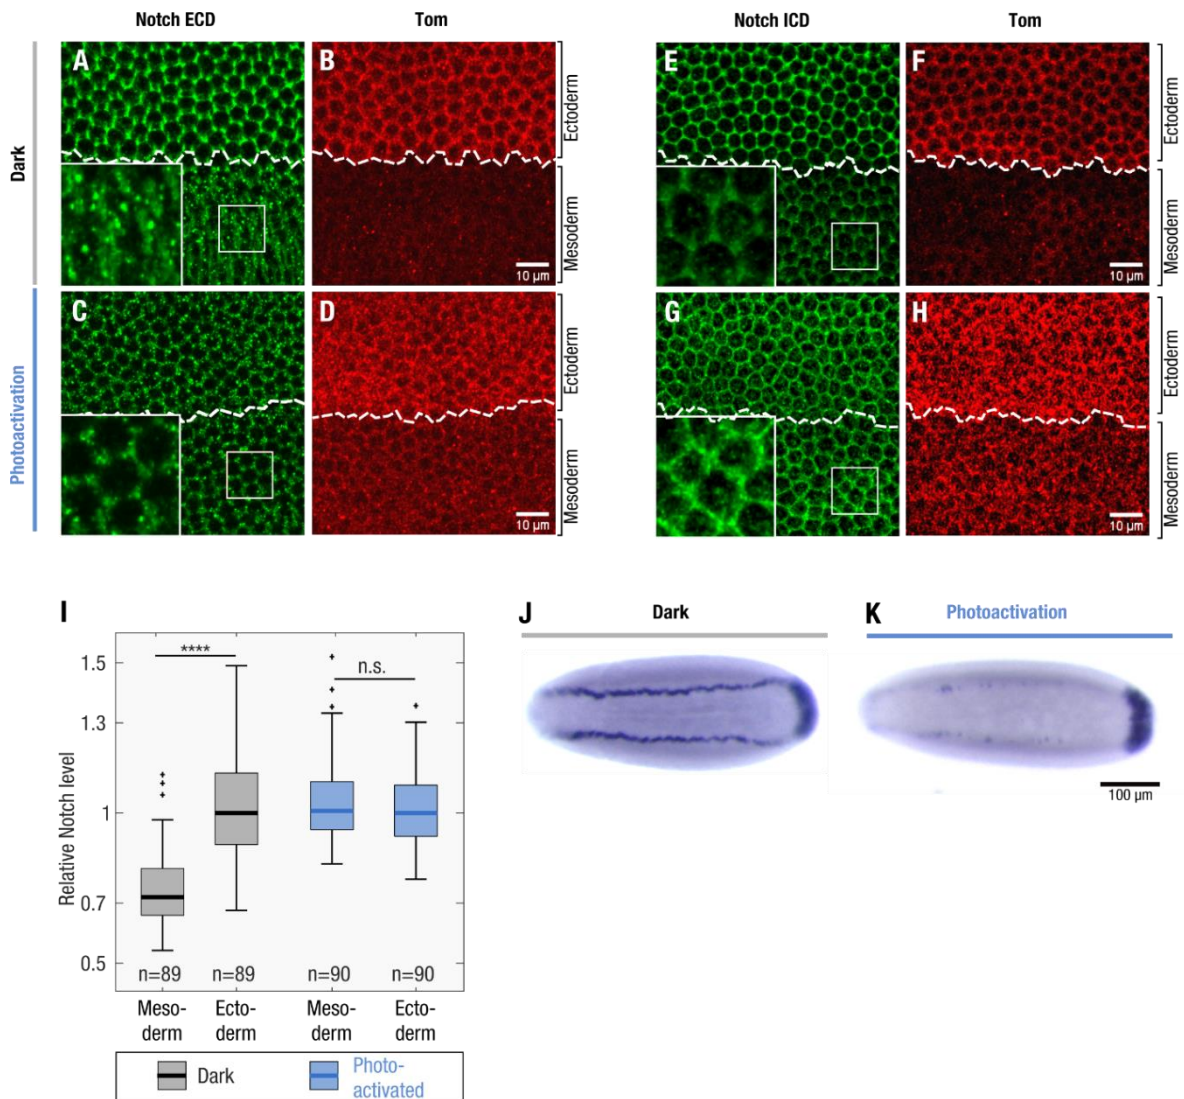 Notch ECD Tom Notch ICD Tom
Dark
A B E F
Ectoderm Ectoderm
Mesoderm Mesoderm
10 µm 10 µm
Photoactivation
C D G H
Ectoderm Ectoderm
Mesoderm Mesoderm
10 µm 10 µm
I
Relative Notch level
1.5
1.3
1
0.7
0.5
****
n.s.
n=89 n=89 n=90 n=90
Meso- Ecto- Meso- Ecto-
derm derm derm derm
Dark Photo-
activated
J Dark K Photoactivation
100 µm